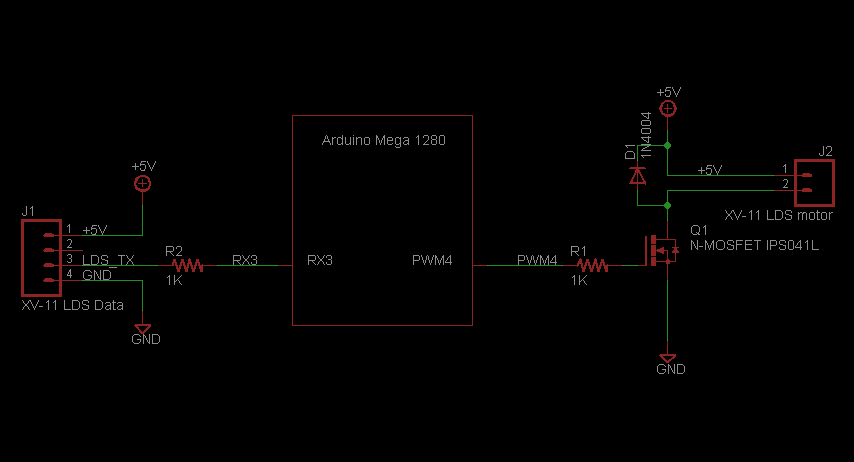 +5V
J1
1
+5V
2
3
LDS_TX
4
GND
XV-11 LDS Data
GND
R2
1K
RX3
Arduino Mega 1280
RX3
PWM4
PWM4
R1
1K
+5V
D1
1N4004
+5V
1
2
J2
XV-11 LDS motor
Q1
N-MOSFET IPS041L
GND